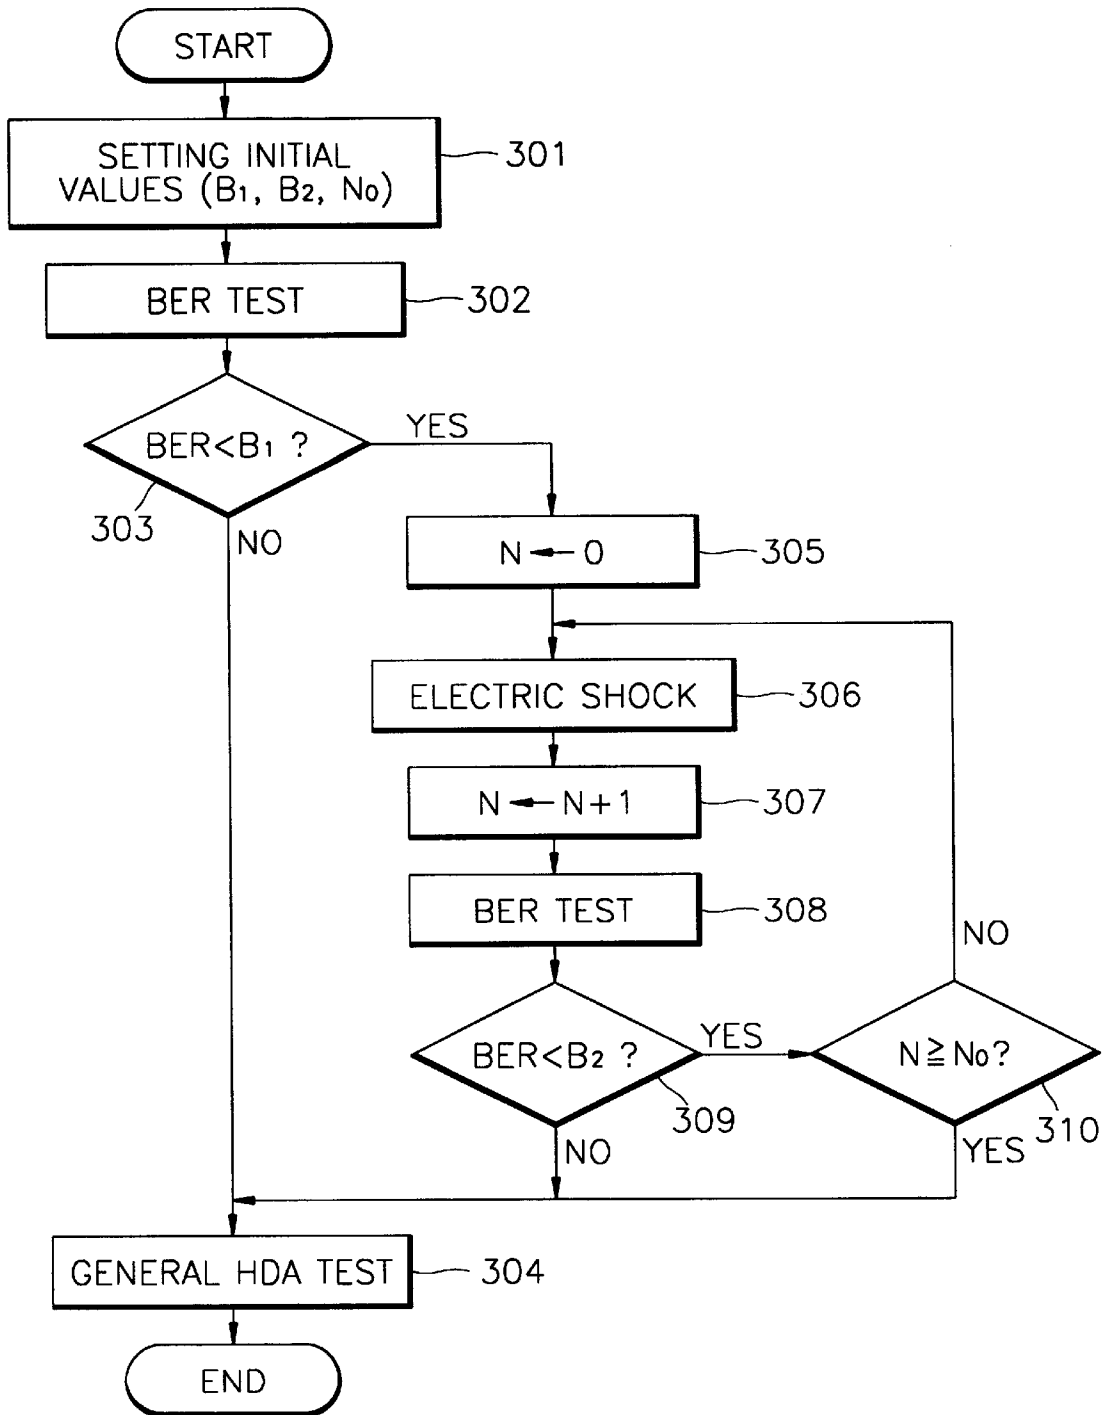 START
SETTING INITIAL
VALUES (B1, B2, N0)
301
BER TEST
302
BER<B1 ?
YES
303
NO
N ← 0
305
ELECTRIC SHOCK
306
N ← N+1
307
BER TEST
308
NO
BER<B2 ?
YES
N≧N0?
309
310
NO
YES
GENERAL HDA TEST
304
END